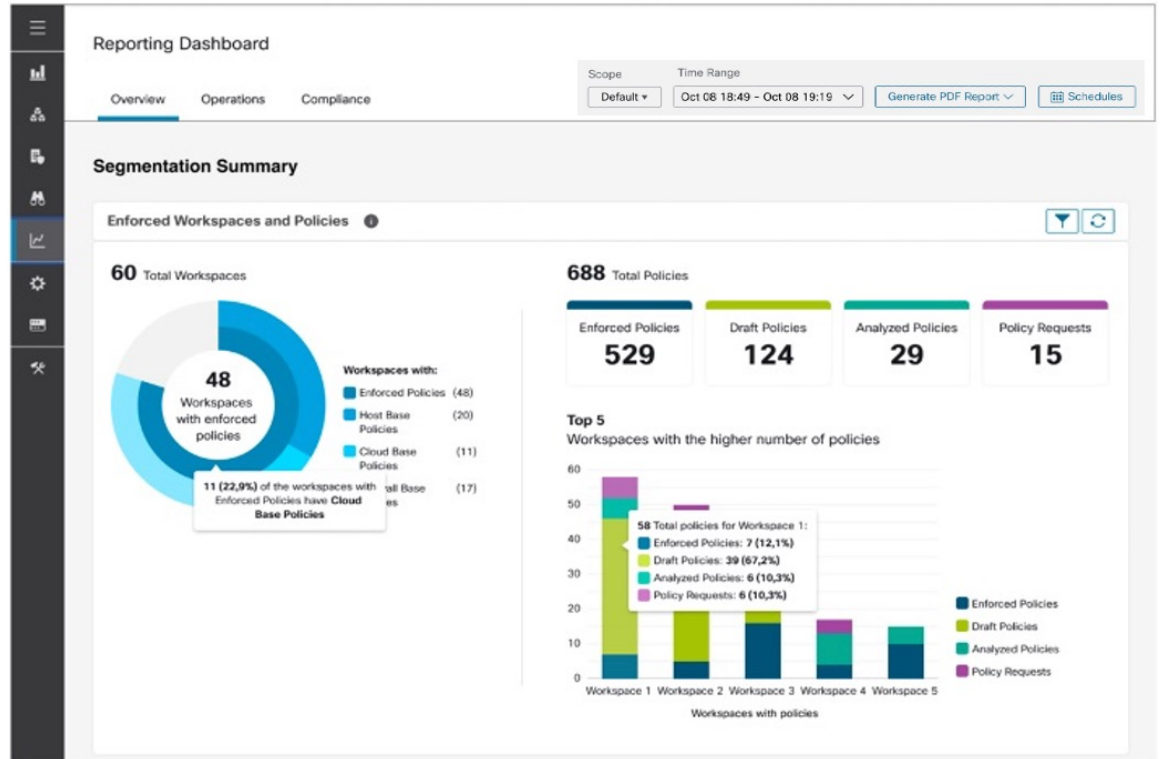 Reporting Dashboard
Overview Operations Compliance
Scope Time Range
Default Oct 08 18:49 - Oct 08 19:19 Generate PDF Report Schedules
Segmentation Summary
Enforced Workspaces and Policies
60 Total Workspaces
48
Workspaces
with enforced
policies
Workspaces with:
Enforced Policies (48)
Host Base (20)
Policies
Cloud Base (11)
Policies
all Base (17)
es
11 (22,9%) of the workspaces with
Enforced Policies have Cloud
Base Policies
688 Total Policies
Enforced Policies
529
Draft Policies
124
Analyzed Policies
29
Policy Requests
15
Top 5
Workspaces with the higher number of policies
60
50
40
30
20
10
0
58 Total policies for Workspace 1:
Enforced Policies: 7 (12,1%)
Draft Policies: 39 (67,2%)
Analyzed Policies: 6 (10,3%)
Policy Requests: 6 (10,3%)
Enforced Policies
Draft Policies
Analyzed Policies
Policy Requests
Workspace 1 Workspace 2 Workspace 3 Workspace 4 Workspace 5
Workspaces with policies